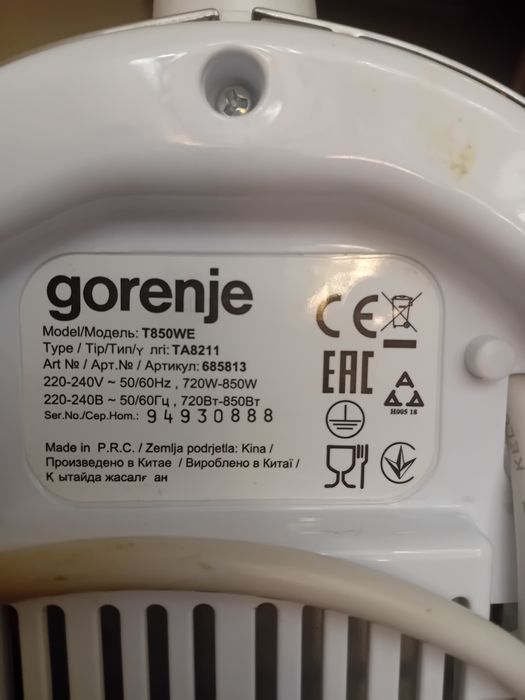 gorenje
Model/Модель: T850WE
Type / Tip/Тип/ү лгі: TA8211
Art № / Арт.№ / Артикул: 685813
220-240V ~ 50/60Hz , 720W-850W
220-240В ~ 50/60Гц , 720Вт-850Вт
Ser.No./Сер.Ном.: 94930888
Made in P.R.C. / Zemlja podrjetla: Kina /
Произведено в Китае / Вироблено в Китаї /
Қ ытайда жасалғ ан
CE
EAC
A
H005 18